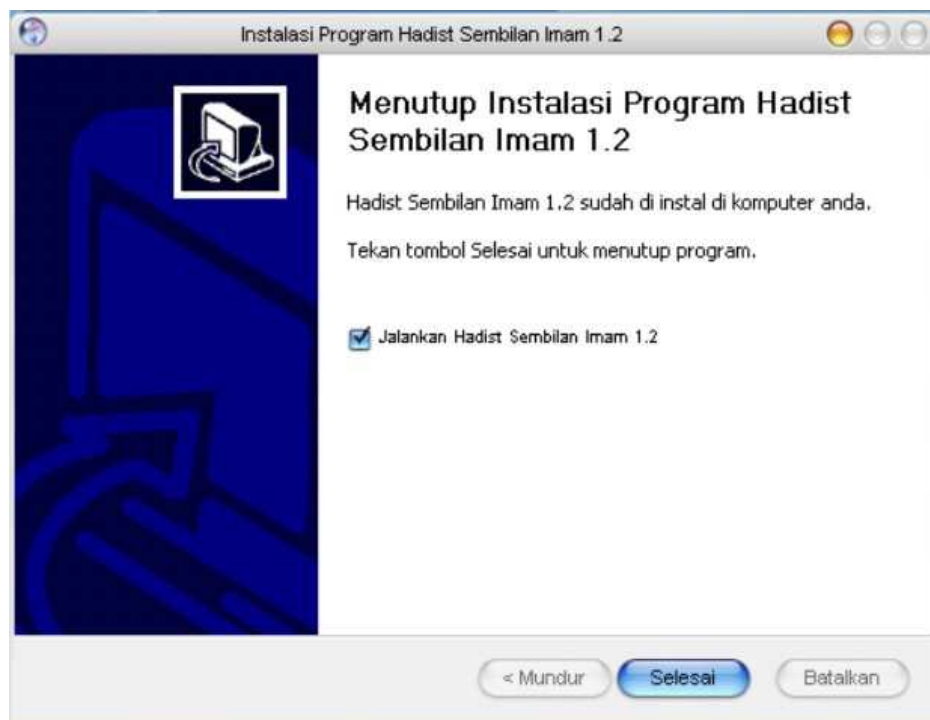 Instalasi Program Hadist Sembilan Imam 1.2
Menutup Instalasi Program Hadist
Sembilan Imam 1.2
Hadist Sembilan Imam 1.2 sudah di instal di komputer anda.
Tekan tombol Selesai untuk menutup program.
Jalankan Hadist Sembilan Imam 1.2
< Mundur
Selesai
Batalkan